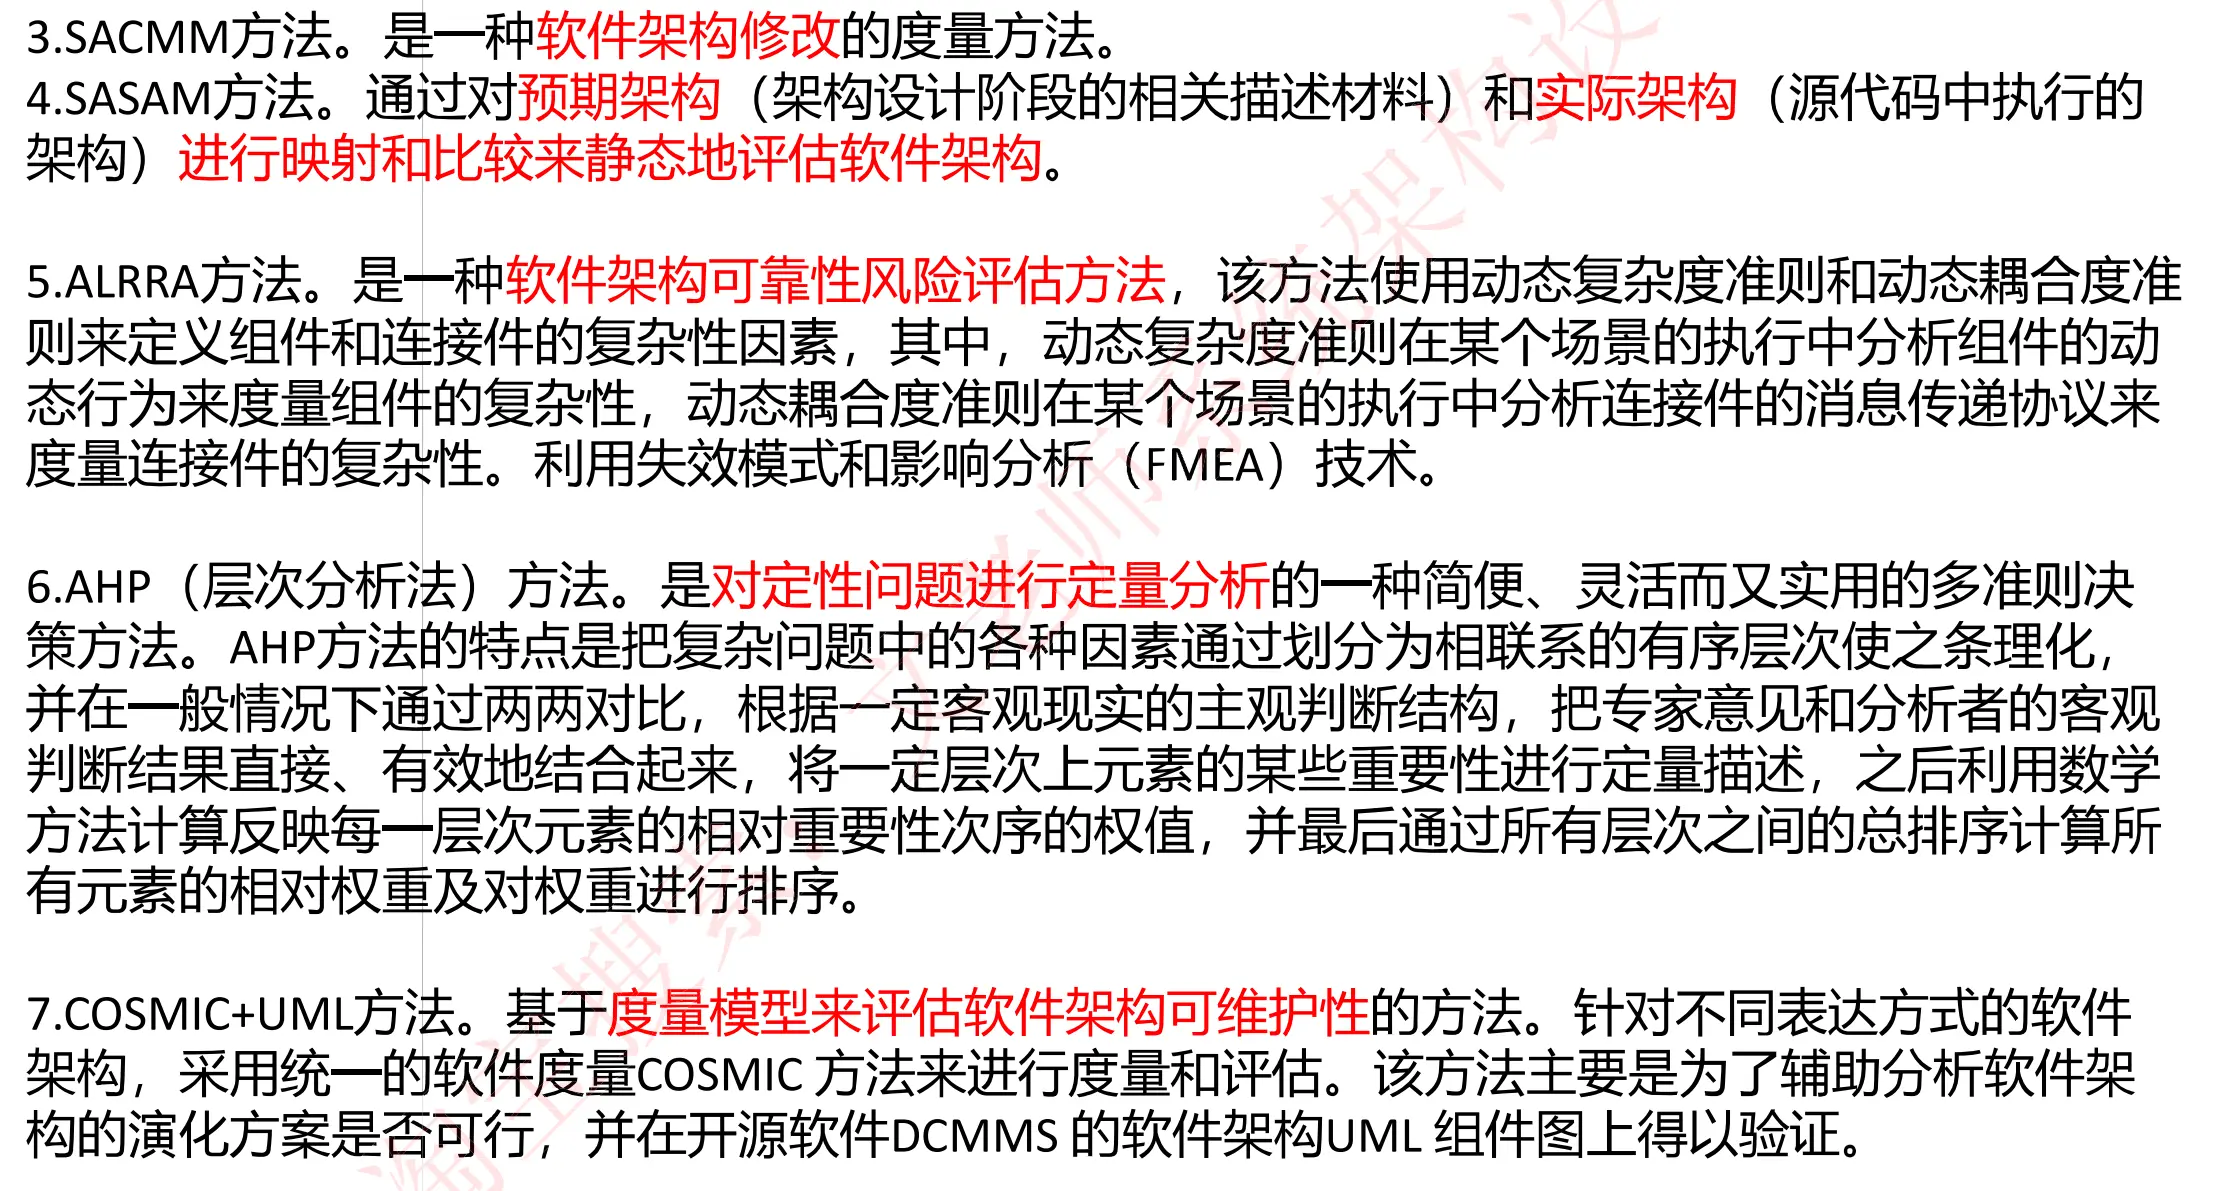 3.SACMM方法。是一种软件架构修改的度量方法。
4.SASAM方法。通过对预期架构（架构设计阶段的相关描述材料）和实际架构（源代码中执行的
架构）进行映射和比较来静态地评估软件架构。
5.ALRRA方法。是一种软件架构可靠性风险评估方法，该方法使用动态复杂度准则和动态耦合度准
则来定义组件和连接件的复杂性因素，其中，动态复杂度准则在某个场景的执行中分析组件的动
态行为来度量组件的复杂性，动态耦合度准则在某个场景的执行中分析连接件的消息传递协议来
度量连接件的复杂性。利用失效模式和影响分析（FMEA）技术。
6.AHP（层次分析法）方法。是对定性问题进行定量分析的一种简便、灵活而又实用的多准则决
策方法。AHP方法的特点是把复杂问题中的各种因素通过划分为相联系的有序层次使之条理化，
并在一般情况下通过两两对比，根据一定客观现实的主观判断结构，把专家意见和分析者的客观
判断结果直接、有效地结合起来，将一定层次上元素的某些重要性进行定量描述，之后利用数学
方法计算反映每一层次元素的相对重要性次序的权值，并最后通过所有层次之间的总排序计算所
有元素的相对权重及对权重进行排序。
7.COSMIC+UML方法。基于度量模型来评估软件架构可维护性的方法。针对不同表达方式的软件
架构，采用统一的软件度量COSMIC 方法来进行度量和评估。该方法主要是为了辅助分析软件架
构的演化方案是否可行，并在开源软件DCMMS 的软件架构UML 组件图上得以验证。
淘宝搜索：文老师系统架构设